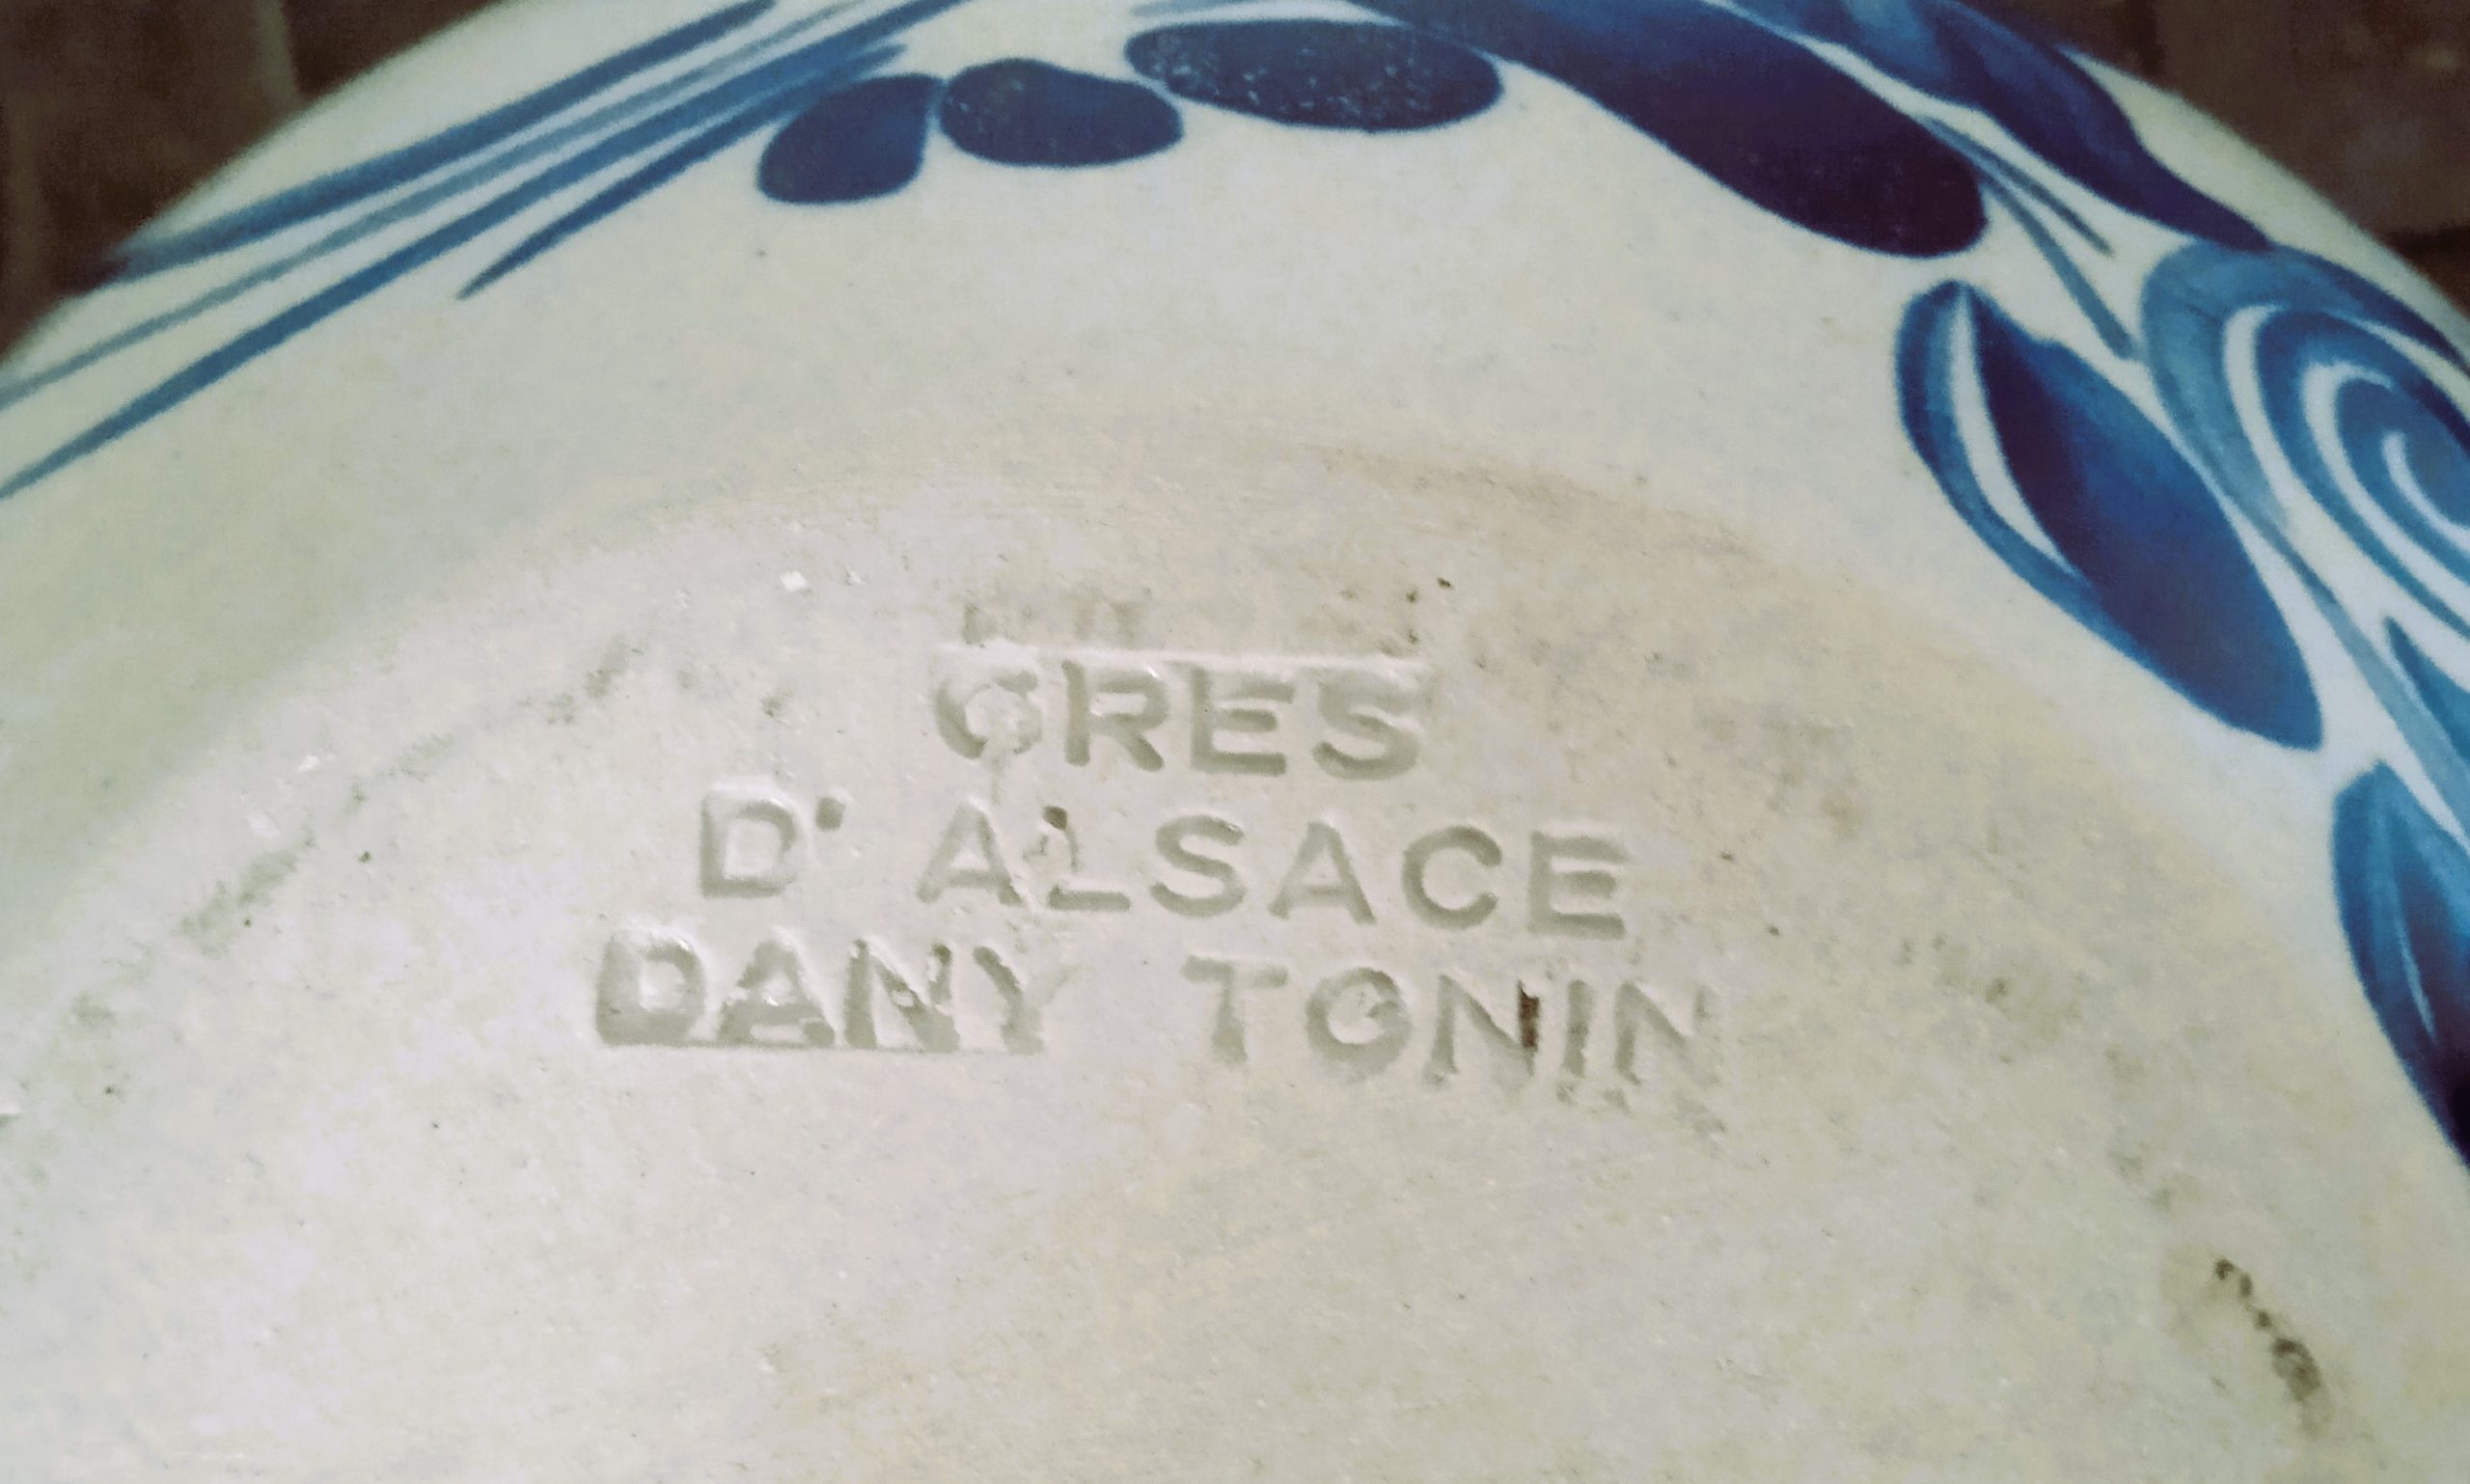 GRES
D' ALSACE
DANY TONIN